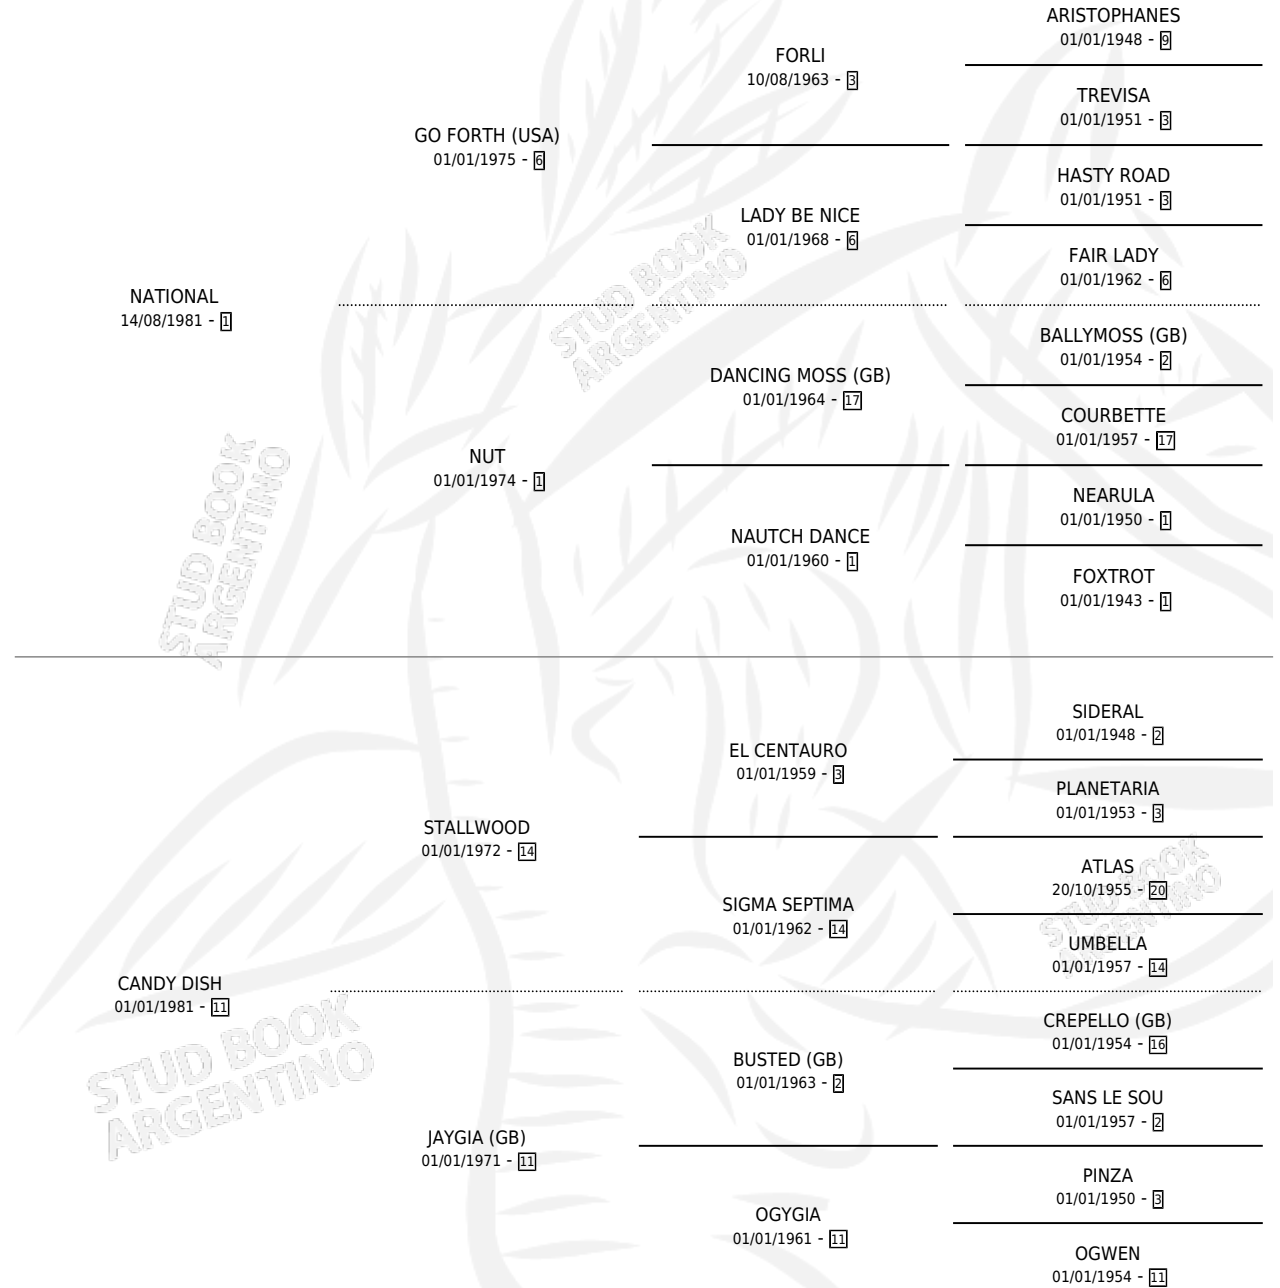 ARISTOPHANES
01/01/1948 - 9
FORLI
10/08/1963 - 3
TREVISA
01/01/1951 - 3
GO FORTH (USA)
01/01/1975 - 6
HASTY ROAD
01/01/1951 - 3
LADY BE NICE
01/01/1968 - 6
FAIR LADY
01/01/1962 - 6
NATIONAL
14/08/1981 - 1
STUD BOOK
ARGENTINO
BALLYMOSS (GB)
01/01/1954 - 2
DANCING MOSS (GB)
01/01/1964 - 17
COURBETTE
01/01/1957 - 17
NUT
01/01/1974 - 1
NEARULA
01/01/1950 - 1
NAUTCH DANCE
01/01/1960 - 1
FOXTROT
01/01/1943 - 1
STUD BOOK
ARGENTINO
SIDERAL
01/01/1948 - 2
EL CENTAURO
01/01/1959 - 3
PLANETARIA
01/01/1953 - 3
STALLWOOD
01/01/1972 - 14
ATLAS
20/10/1955 - 20
SIGMA SEPTIMA
01/01/1962 - 14
UMBELLA
01/01/1957 - 14
STUD BOOK
ARGENTINO
CANDY DISH
01/01/1981 - 11
CREPELLO (GB)
01/01/1954 - 16
BUSTED (GB)
01/01/1963 - 2
SANS LE SOU
01/01/1957 - 2
STUD BOOK
ARGENTINO
JAYGIA (GB)
01/01/1971 - 11
PINZA
01/01/1950 - 3
OGYGIA
01/01/1961 - 11
OGWEN
01/01/1954 - 11